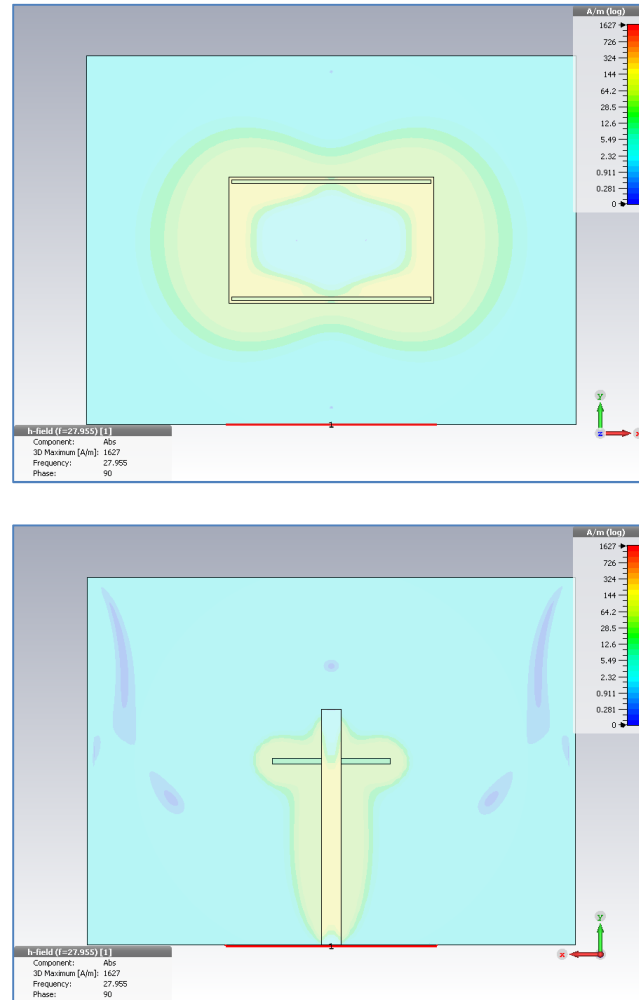 A/m (log)
1627
726
324
144
64.2
28.5
12.6
5.49
2.32
0.911
0.281
0
1
y
z
x
h-field (f=27.955) [1]
Component: Abs
3D Maximum [A/m]: 1627
Frequency: 27.955
Phase: 90
A/m (log)
1627
726
324
144
64.2
28.5
12.6
5.49
2.32
0.911
0.281
0
1
y
x
h-field (f=27.955) [1]
Component: Abs
3D Maximum [A/m]: 1627
Frequency: 27.955
Phase: 90